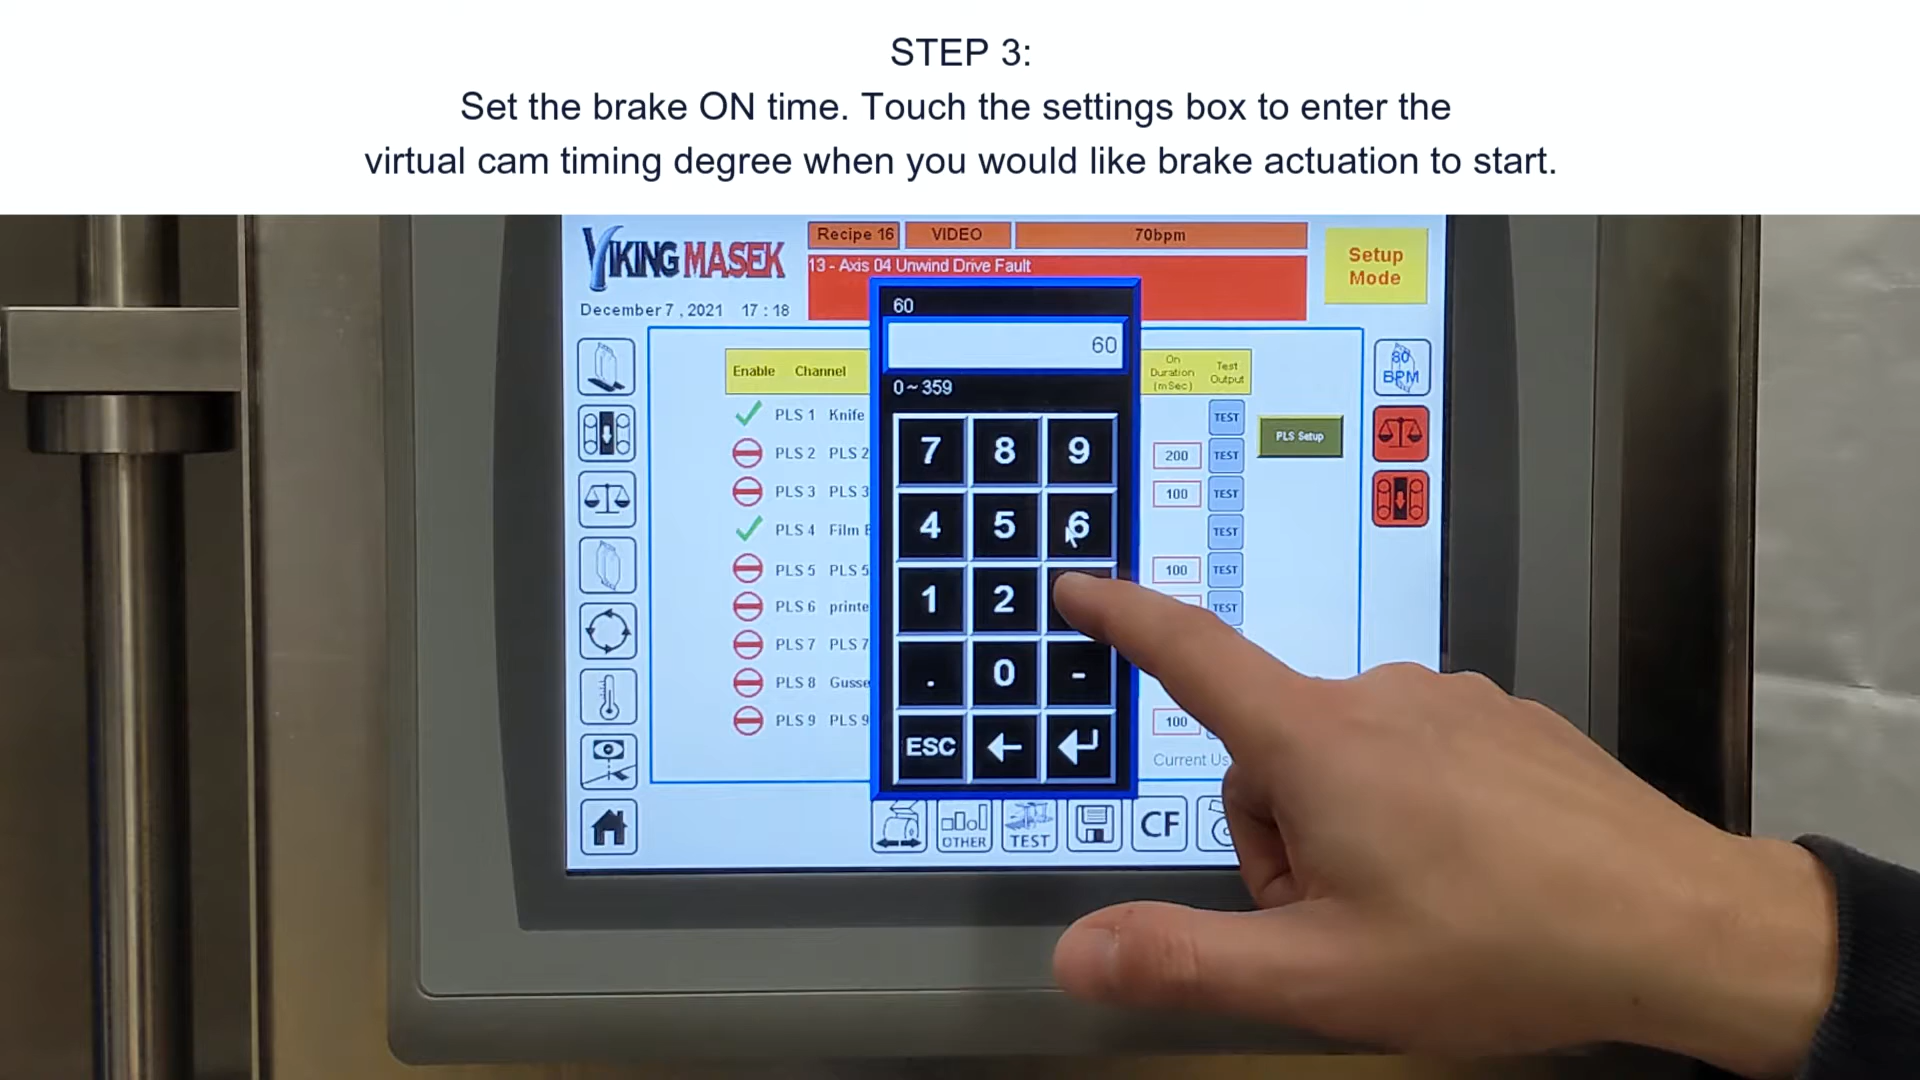 STEP 3:
Set the brake ON time. Touch the settings box to enter the
virtual cam timing degree when you would like brake actuation to start.
VIKING MASEK
Recipe 16
VIDEO
70bpm
Setup
Mode
13 - Axis 04 Unwind Drive Fault
December 7 , 2021 17 : 18
60
60
0 ~ 359
Enable Channel
On
Duration
(mSec)
Test
Output
80
BPM
PLS 1 Knife
TEST
PLS Setup
PLS 2 PLS 2
200 TEST
PLS 3 PLS 3
100 TEST
PLS 4 Film
TEST
PLS 5 PLS 5
100 TEST
PLS 6 printe
TEST
PLS 7 PLS 7
PLS 8 Gusse
PLS 9 PLS 9
100
7 8 9
4 5 6
1 2
. 0 -
ESC
Current Us
OTHER
TEST
CF